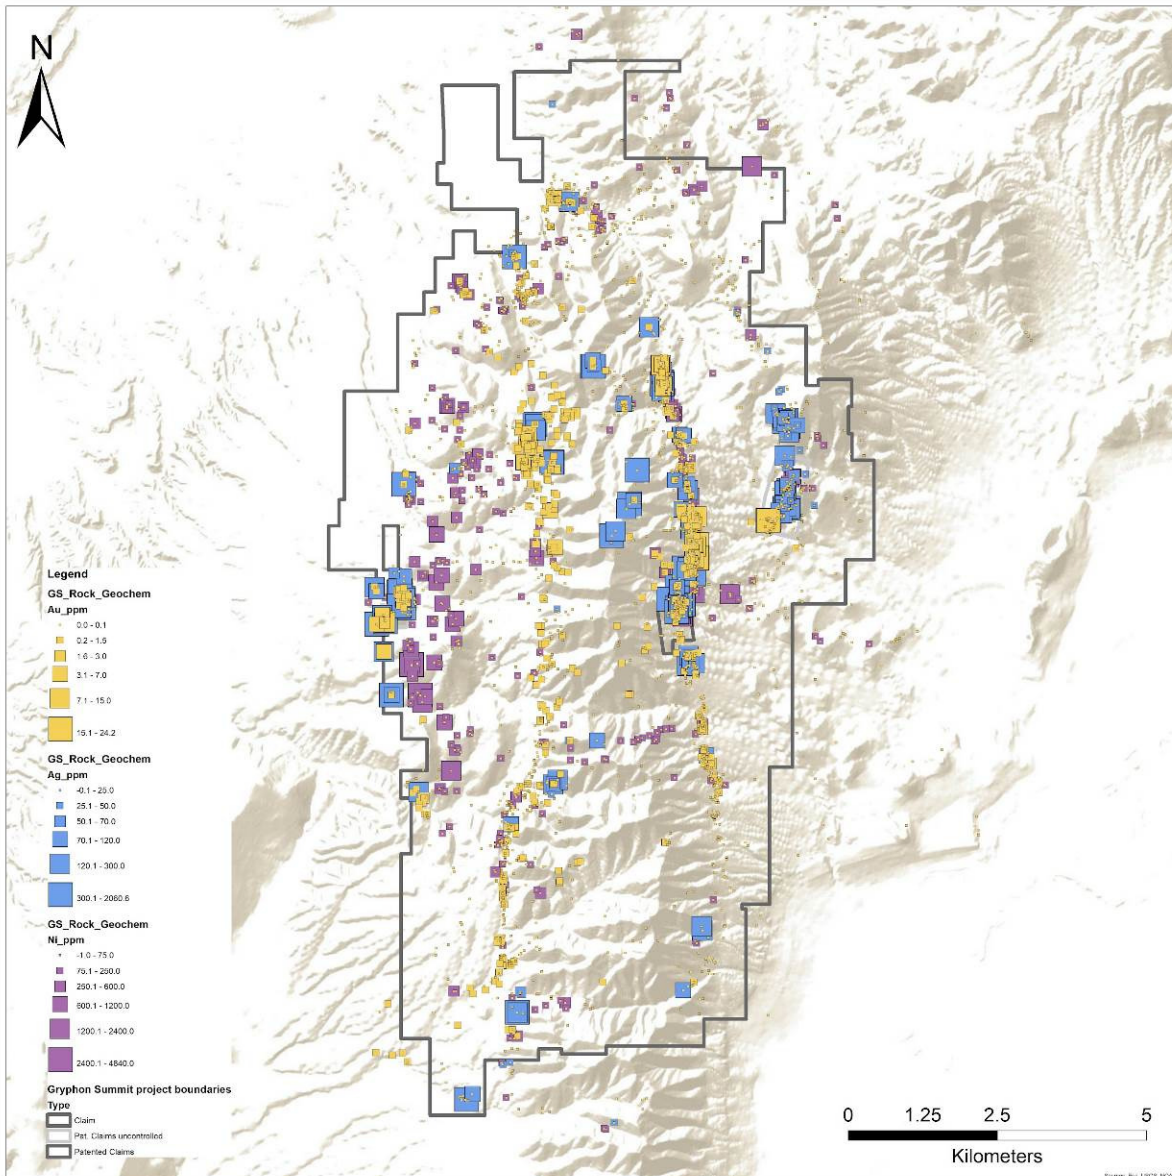 N
Legend
GS_Rock_Geochem
Au_ppm
0.0 - 0.1
0.2 - 1.5
1.6 - 3.0
3.1 - 7.0
7.1 - 15.0
15.1 - 24.2
GS_Rock_Geochem
Ag_ppm
-0.1 - 25.0
25.1 - 50.0
50.1 - 70.0
70.1 - 120.0
120.1 - 300.0
300.1 - 2060.6
GS_Rock_Geochem
Ni_ppm
-1.0 - 75.0
75.1 - 250.0
250.1 - 600.0
600.1 - 1200.0
1200.1 - 2400.0
2400.1 - 4840.0
Gryphon Summit project boundaries
Type
Claim
Pat. Claims uncontrolled
Patented Claims
0 1.25 2.5 5
Kilometers